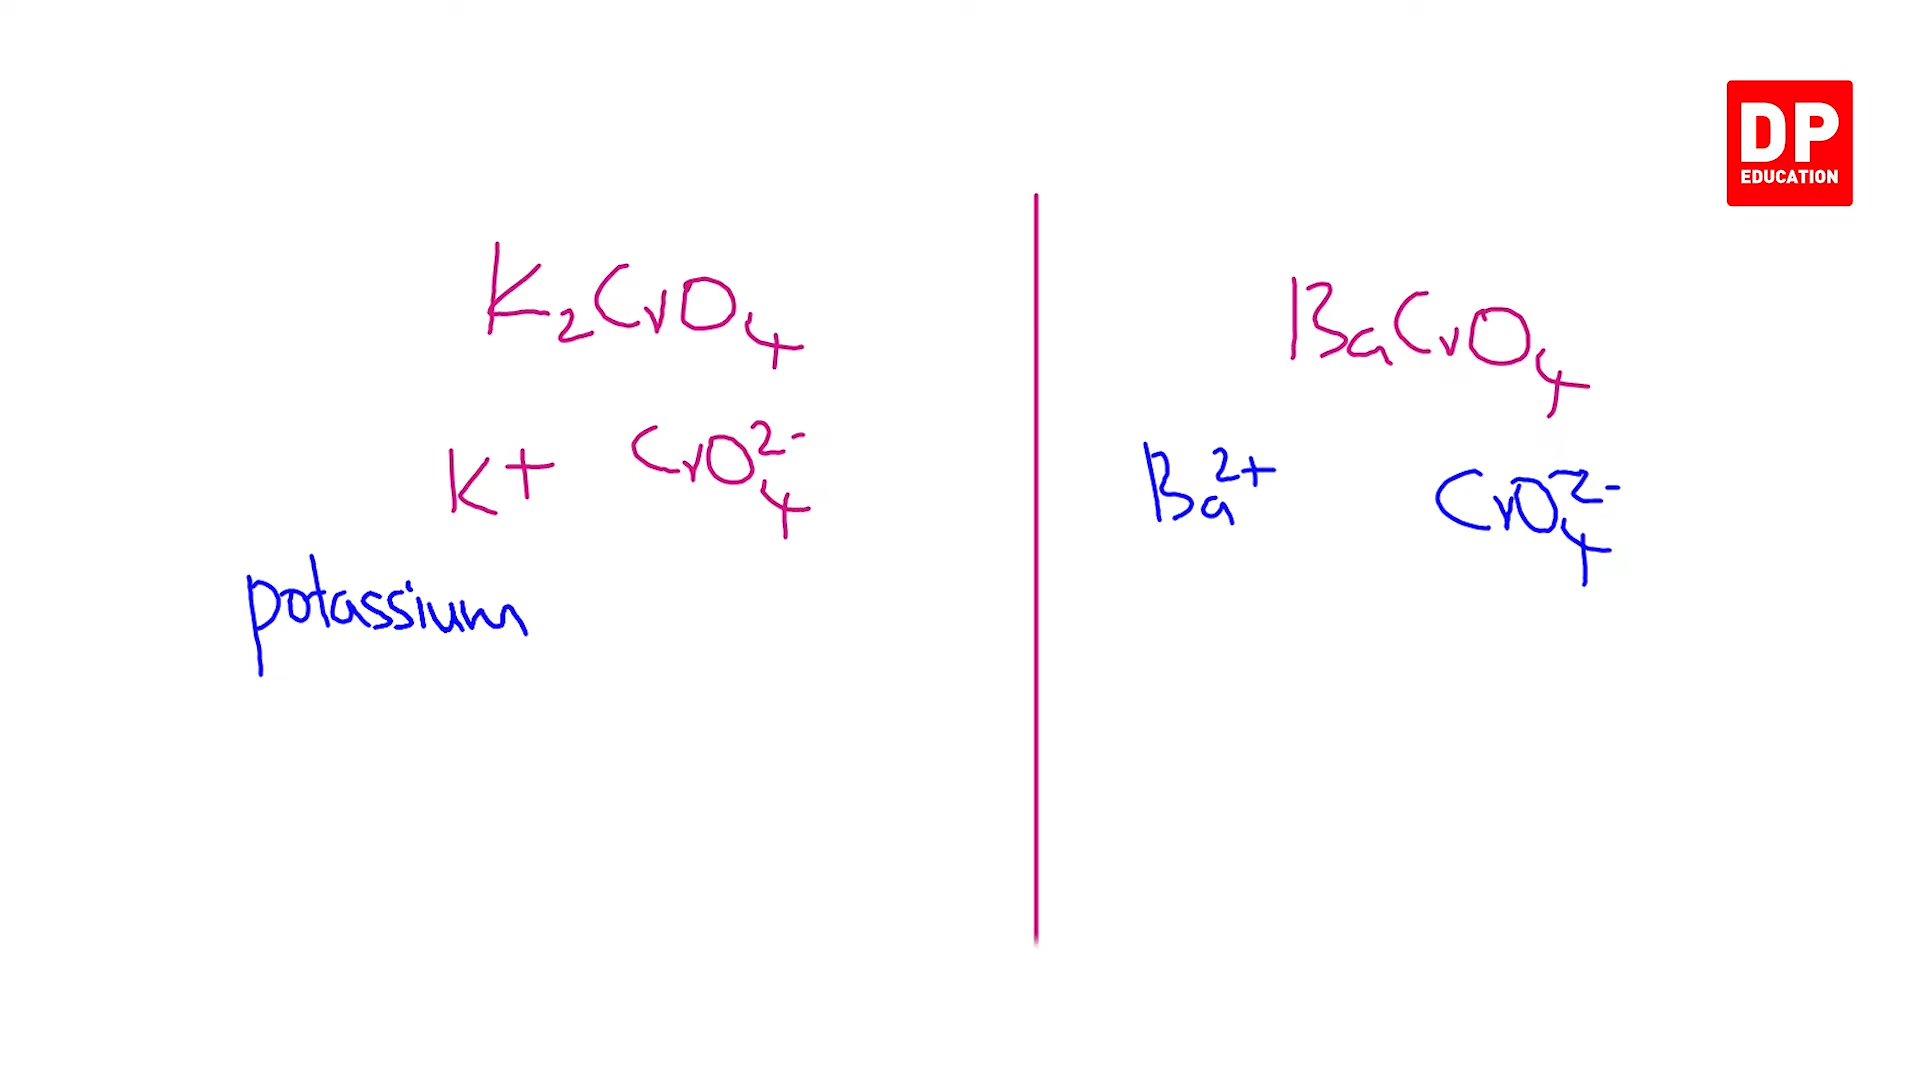 DP
EDUCATION
K₂CrO₄
K⁺ CrO₄²⁻
potassium
BaCrO₄
Ba²⁺ CrO₄²⁻